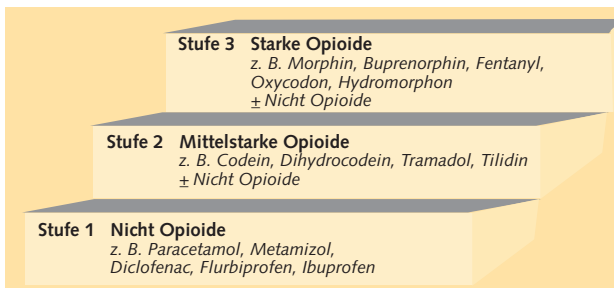 Stufe 3 Starke Opioide
z. B. Morphin, Buprenorphin, Fentanyl,
Oxycodon, Hydromorphon
± Nicht Opioide
Stufe 2 Mittelstarke Opioide
z. B. Codein, Dihydrocodein, Tramadol, Tilidin
± Nicht Opioide
Stufe 1 Nicht Opioide
z. B. Paracetamol, Metamizol,
Diclofenac, Flurbiprofen, Ibuprofen